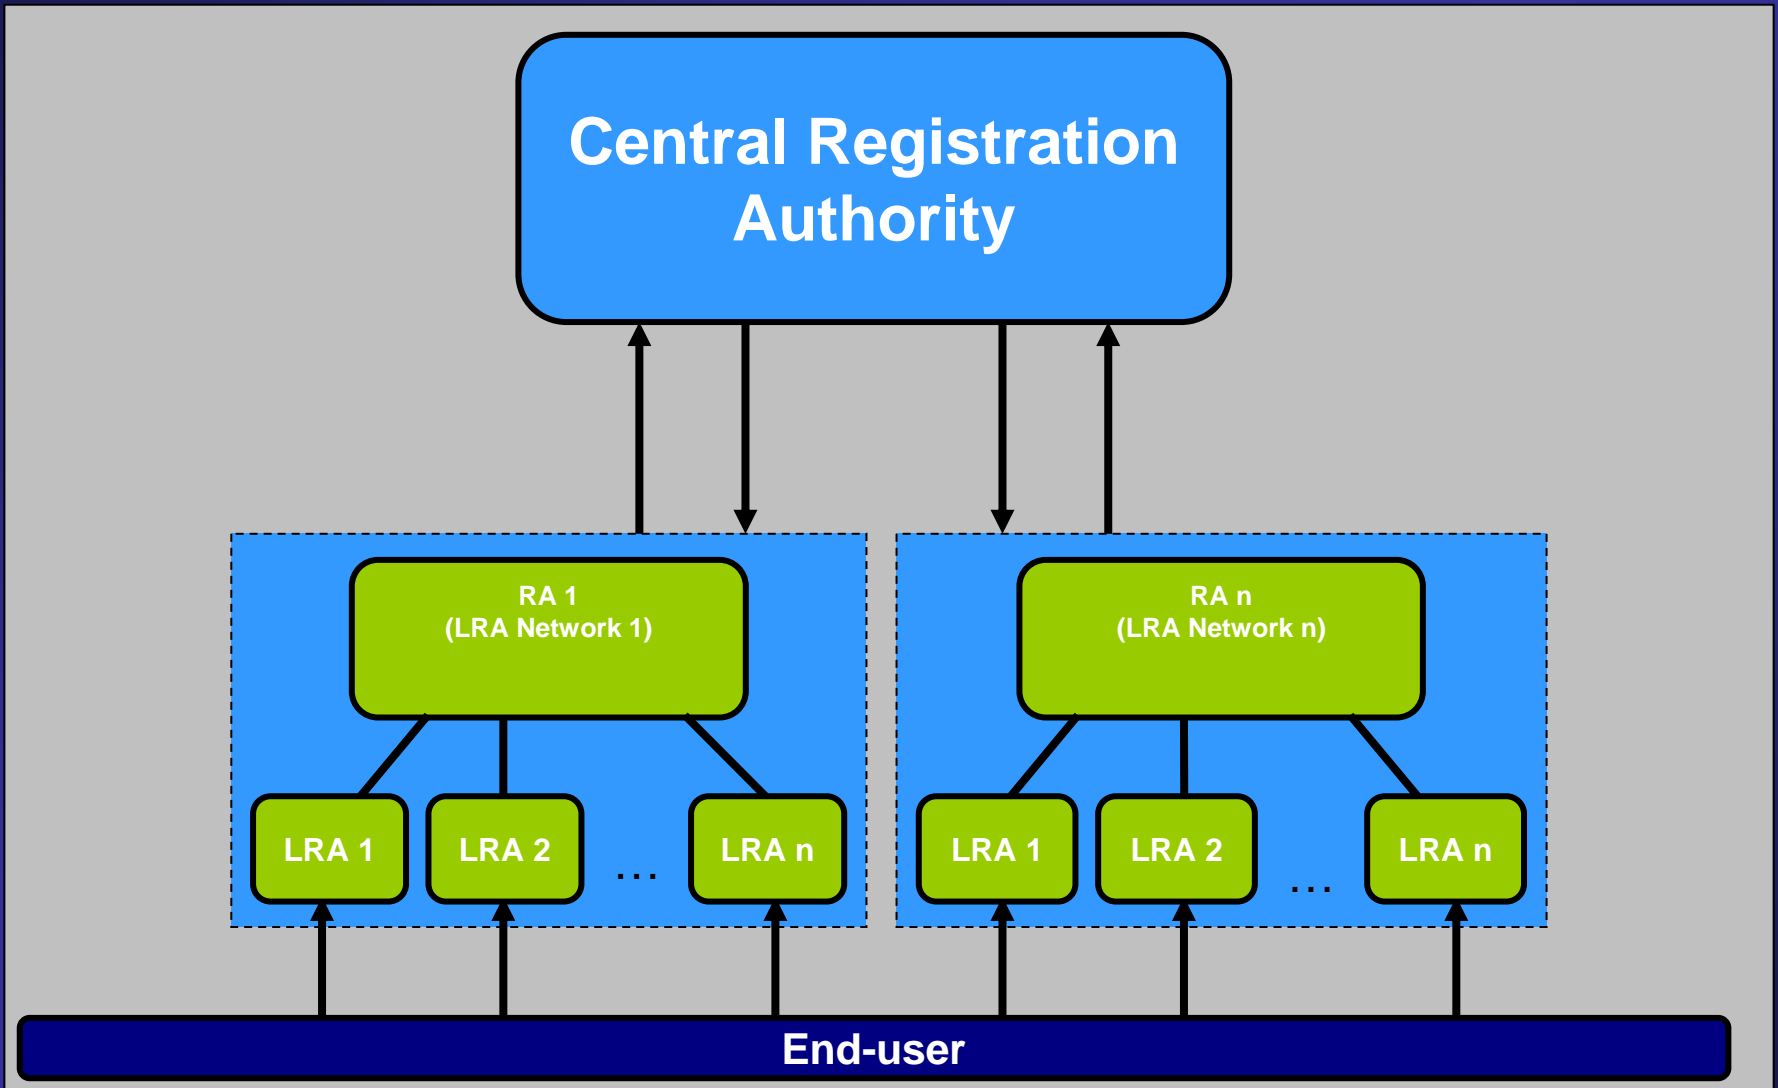 Central Registration
Authority
RA 1
(LRA Network 1)
RA n
(LRA Network n)
LRA 1
LRA 2
...
LRA n
LRA 1
LRA 2
...
LRA n
End-user